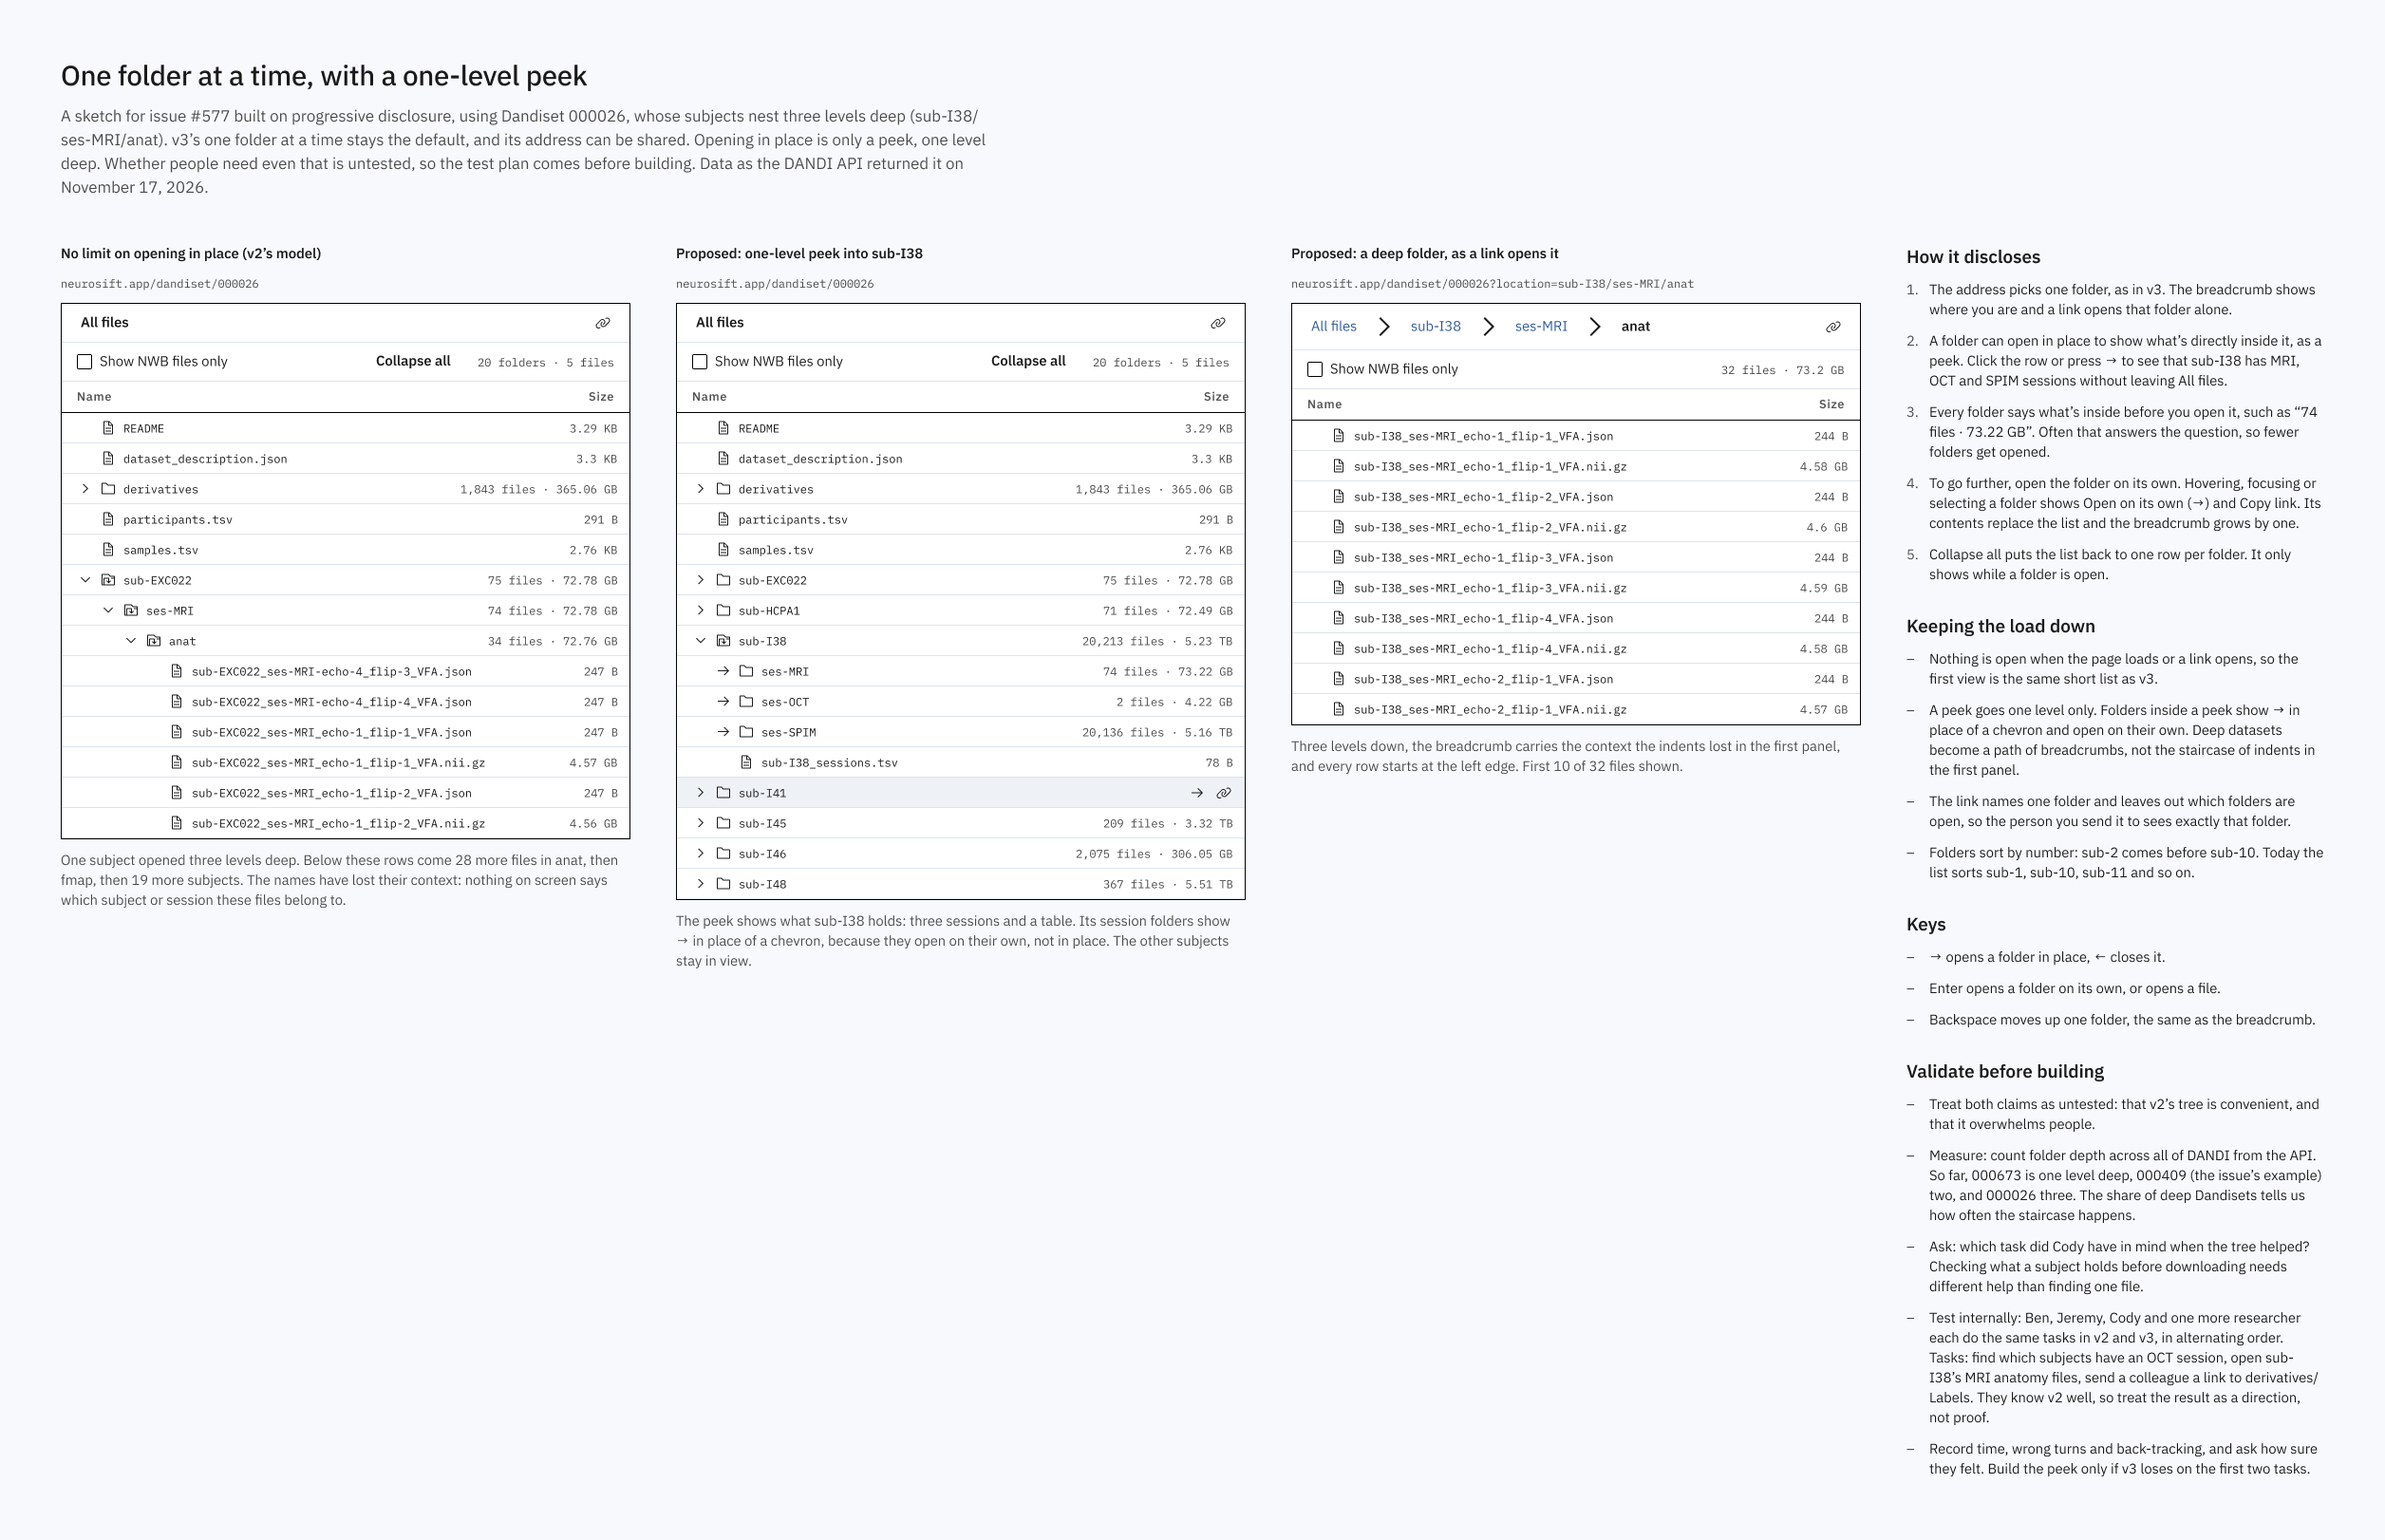 One folder at a time, with a one-level peek
A sketch for issue #577 built on progressive disclosure, using Dandiset 000026, whose subjects nest three levels deep (sub-I38/
ses-MRI/anat). v3’s one folder at a time stays the default, and its address can be shared. Opening in place is only a peek, one level
deep. Whether people need even that is untested, so the test plan comes before building. Data as the DANDI API returned it on
November 17, 2026.
No limit on opening in place (v2’s model)
neurosift.app/dandiset/000026
All files
Show NWB files only Collapse all 20 folders · 5 files
Name Size
README 3.29 KB
dataset_description.json 3.3 KB
derivatives 1,843 files · 365.06 GB
participants.tsv 291 B
samples.tsv 2.76 KB
sub-EXC022 75 files · 72.78 GB
ses-MRI 74 files · 72.78 GB
anat 34 files · 72.76 GB
sub-EXC022_ses-MRI-echo-4_flip-3_VFA.json 247 B
sub-EXC022_ses-MRI-echo-4_flip-4_VFA.json 247 B
sub-EXC022_ses-MRI_echo-1_flip-1_VFA.json 247 B
sub-EXC022_ses-MRI_echo-1_flip-1_VFA.nii.gz 4.57 GB
sub-EXC022_ses-MRI_echo-1_flip-2_VFA.json 247 B
sub-EXC022_ses-MRI_echo-1_flip-2_VFA.nii.gz 4.56 GB
One subject opened three levels deep. Below these rows come 28 more files in anat, then
fmap, then 19 more subjects. The names have lost their context: nothing on screen says
which subject or session these files belong to.
Proposed: one-level peek into sub-I38
neurosift.app/dandiset/000026
All files
Show NWB files only Collapse all 20 folders · 5 files
Name Size
README 3.29 KB
dataset_description.json 3.3 KB
derivatives 1,843 files · 365.06 GB
participants.tsv 291 B
samples.tsv 2.76 KB
sub-EXC022 75 files · 72.78 GB
sub-HCPA1 71 files · 72.49 GB
sub-I38 20,213 files · 5.23 TB
→ ses-MRI 74 files · 73.22 GB
→ ses-OCT 2 files · 4.22 GB
→ ses-SPIM 20,136 files · 5.16 TB
sub-I38_sessions.tsv 78 B
sub-I41 →
sub-I45 209 files · 3.32 TB
sub-I46 2,075 files · 306.05 GB
sub-I48 367 files · 5.51 TB
The peek shows what sub-I38 holds: three sessions and a table. Its session folders show
→ in place of a chevron, because they open on their own, not in place. The other subjects
stay in view.
Proposed: a deep folder, as a link opens it
neurosift.app/dandiset/000026?location=sub-I38/ses-MRI/anat
All files sub-I38 ses-MRI anat
Show NWB files only 32 files · 73.2 GB
Name Size
sub-I38_ses-MRI_echo-1_flip-1_VFA.json 244 B
sub-I38_ses-MRI_echo-1_flip-1_VFA.nii.gz 4.58 GB
sub-I38_ses-MRI_echo-1_flip-2_VFA.json 244 B
sub-I38_ses-MRI_echo-1_flip-2_VFA.nii.gz 4.6 GB
sub-I38_ses-MRI_echo-1_flip-3_VFA.json 244 B
sub-I38_ses-MRI_echo-1_flip-3_VFA.nii.gz 4.59 GB
sub-I38_ses-MRI_echo-1_flip-4_VFA.json 244 B
sub-I38_ses-MRI_echo-1_flip-4_VFA.nii.gz 4.58 GB
sub-I38_ses-MRI_echo-2_flip-1_VFA.json 244 B
sub-I38_ses-MRI_echo-2_flip-1_VFA.nii.gz 4.57 GB
Three levels down, the breadcrumb carries the context the indents lost in the first panel,
and every row starts at the left edge. First 10 of 32 files shown.
How it discloses
1. The address picks one folder, as in v3. The breadcrumb shows
where you are and a link opens that folder alone.
2. A folder can open in place to show what’s directly inside it, as a
peek. Click the row or press → to see that sub-I38 has MRI,
OCT and SPIM sessions without leaving All files.
3. Every folder says what’s inside before you open it, such as “74
files · 73.22 GB”. Often that answers the question, so fewer
folders get opened.
4. To go further, open the folder on its own. Hovering, focusing or
selecting a folder shows Open on its own (→) and Copy link. Its
contents replace the list and the breadcrumb grows by one.
5. Collapse all puts the list back to one row per folder. It only
shows while a folder is open.
Keeping the load down
– Nothing is open when the page loads or a link opens, so the
first view is the same short list as v3.
– A peek goes one level only. Folders inside a peek show → in
place of a chevron and open on their own. Deep datasets
become a path of breadcrumbs, not the staircase of indents in
the first panel.
– The link names one folder and leaves out which folders are
open, so the person you send it to sees exactly that folder.
– Folders sort by number: sub-2 comes before sub-10. Today the
list sorts sub-1, sub-10, sub-11 and so on.
Keys
– → opens a folder in place, ← closes it.
– Enter opens a folder on its own, or opens a file.
– Backspace moves up one folder, the same as the breadcrumb.
Validate before building
– Treat both claims as untested: that v2’s tree is convenient, and
that it overwhelms people.
– Measure: count folder depth across all of DANDI from the API.
So far, 000673 is one level deep, 000409 (the issue’s example)
two, and 000026 three. The share of deep Dandisets tells us
how often the staircase happens.
– Ask: which task did Cody have in mind when the tree helped?
Checking what a subject holds before downloading needs
different help than finding one file.
– Test internally: Ben, Jeremy, Cody and one more researcher
each do the same tasks in v2 and v3, in alternating order.
Tasks: find which subjects have an OCT session, open sub-
I38’s MRI anatomy files, send a colleague a link to derivatives/
Labels. They know v2 well, so treat the result as a direction,
not proof.
– Record time, wrong turns and back-tracking, and ask how sure
they felt. Build the peek only if v3 loses on the first two tasks.